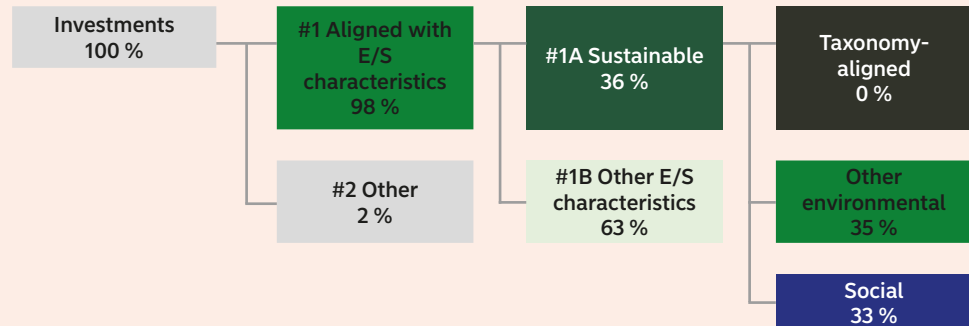 Investments
100 %
#1 Aligned with
E/S
characteristics
98 %
#2 Other
2 %
#1A Sustainable
36 %
#1B Other E/S
characteristics
63 %
Taxonomy-
aligned
0 %
Other
environmental
35 %
Social
33 %